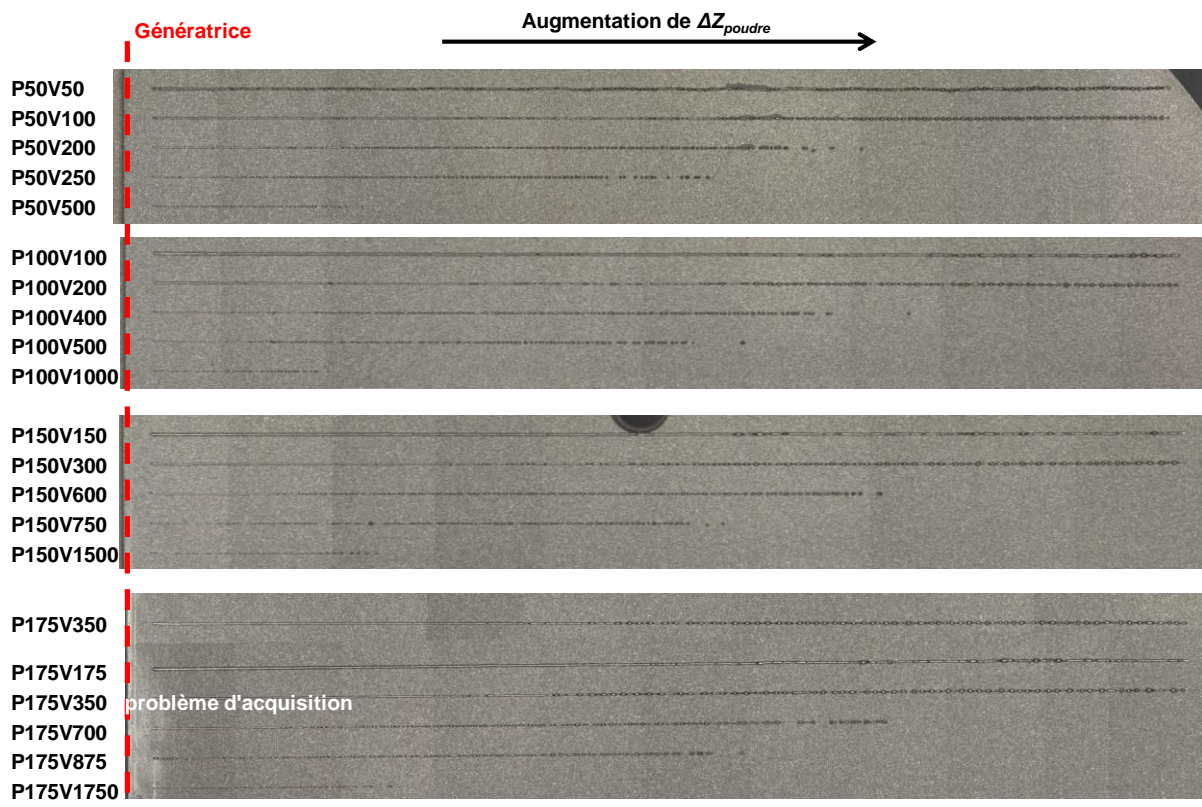 Génératrice
Augmentation de ΔZpoudre
P50V50
P50V100
P50V200
P50V250
P50V500
P100V100
P100V200
P100V400
P100V500
P100V1000
P150V150
P150V300
P150V600
P150V750
P150V1500
P175V350
P175V175
P175V350
problème d'acquisition
P175V700
P175V875
P175V1750